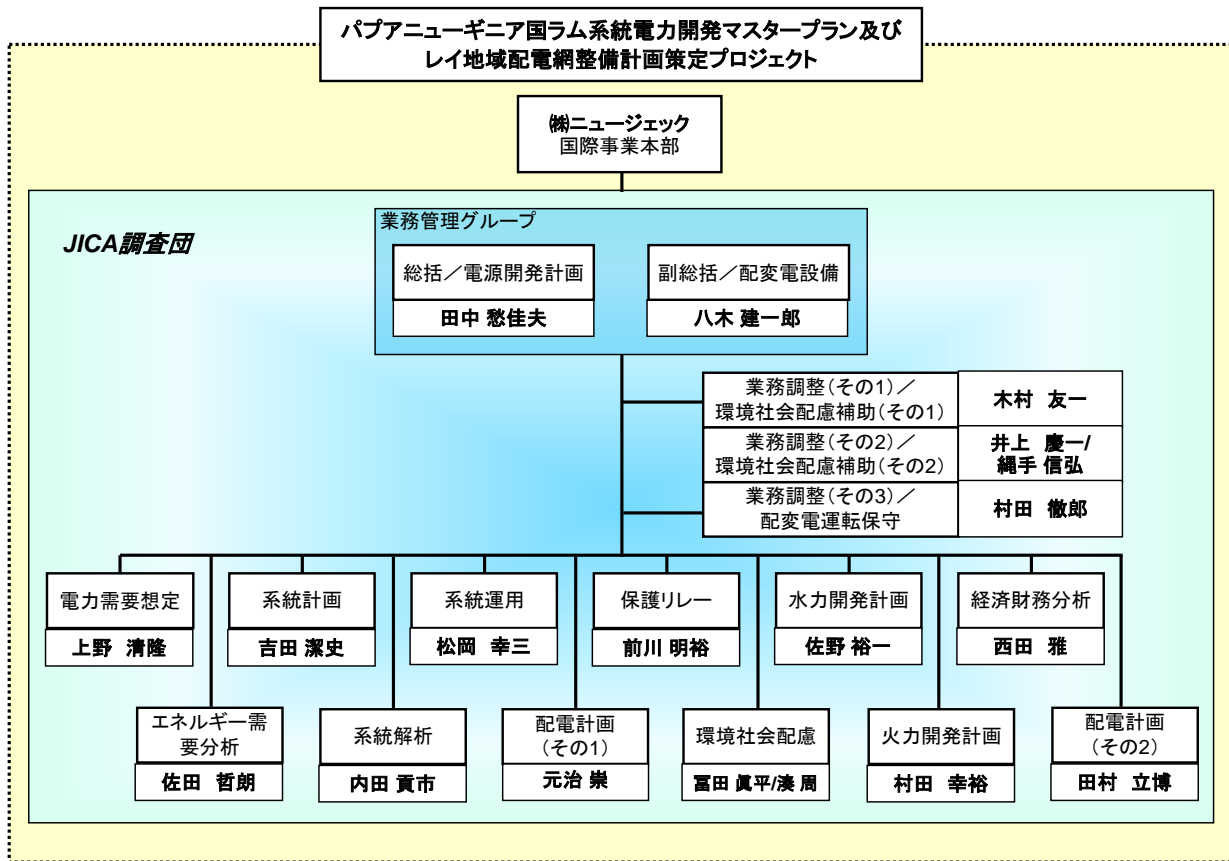 パプアニューギニア国ラム系統電力開発マスタープラン及び
レイ地域配電網整備計画策定プロジェクト
㈱ニュージェック
国際事業本部
JICA調査団
業務管理グループ
総括／電源開発計画
田中 愁佳夫
副総括／配変電設備
八木 建一郎
業務調整(その1)／
環境社会配慮補助(その1)
木村 友一
業務調整(その2)／
環境社会配慮補助(その2)
井上 慶一/
縄手 信弘
業務調整(その3)／
配変電運転保守
村田 徹郎
電力需要想定
上野 清隆
系統計画
吉田 潔史
系統運用
松岡 幸三
保護リレー
前川 明裕
水力開発計画
佐野 裕一
経済財務分析
西田 雅
エネルギー需
要分析
佐田 哲朗
系統解析
内田 貢市
配電計画
(その1)
元治 崇
環境社会配慮
冨田 眞平/湊 周
火力開発計画
村田 幸裕
配電計画
(その2)
田村 立博